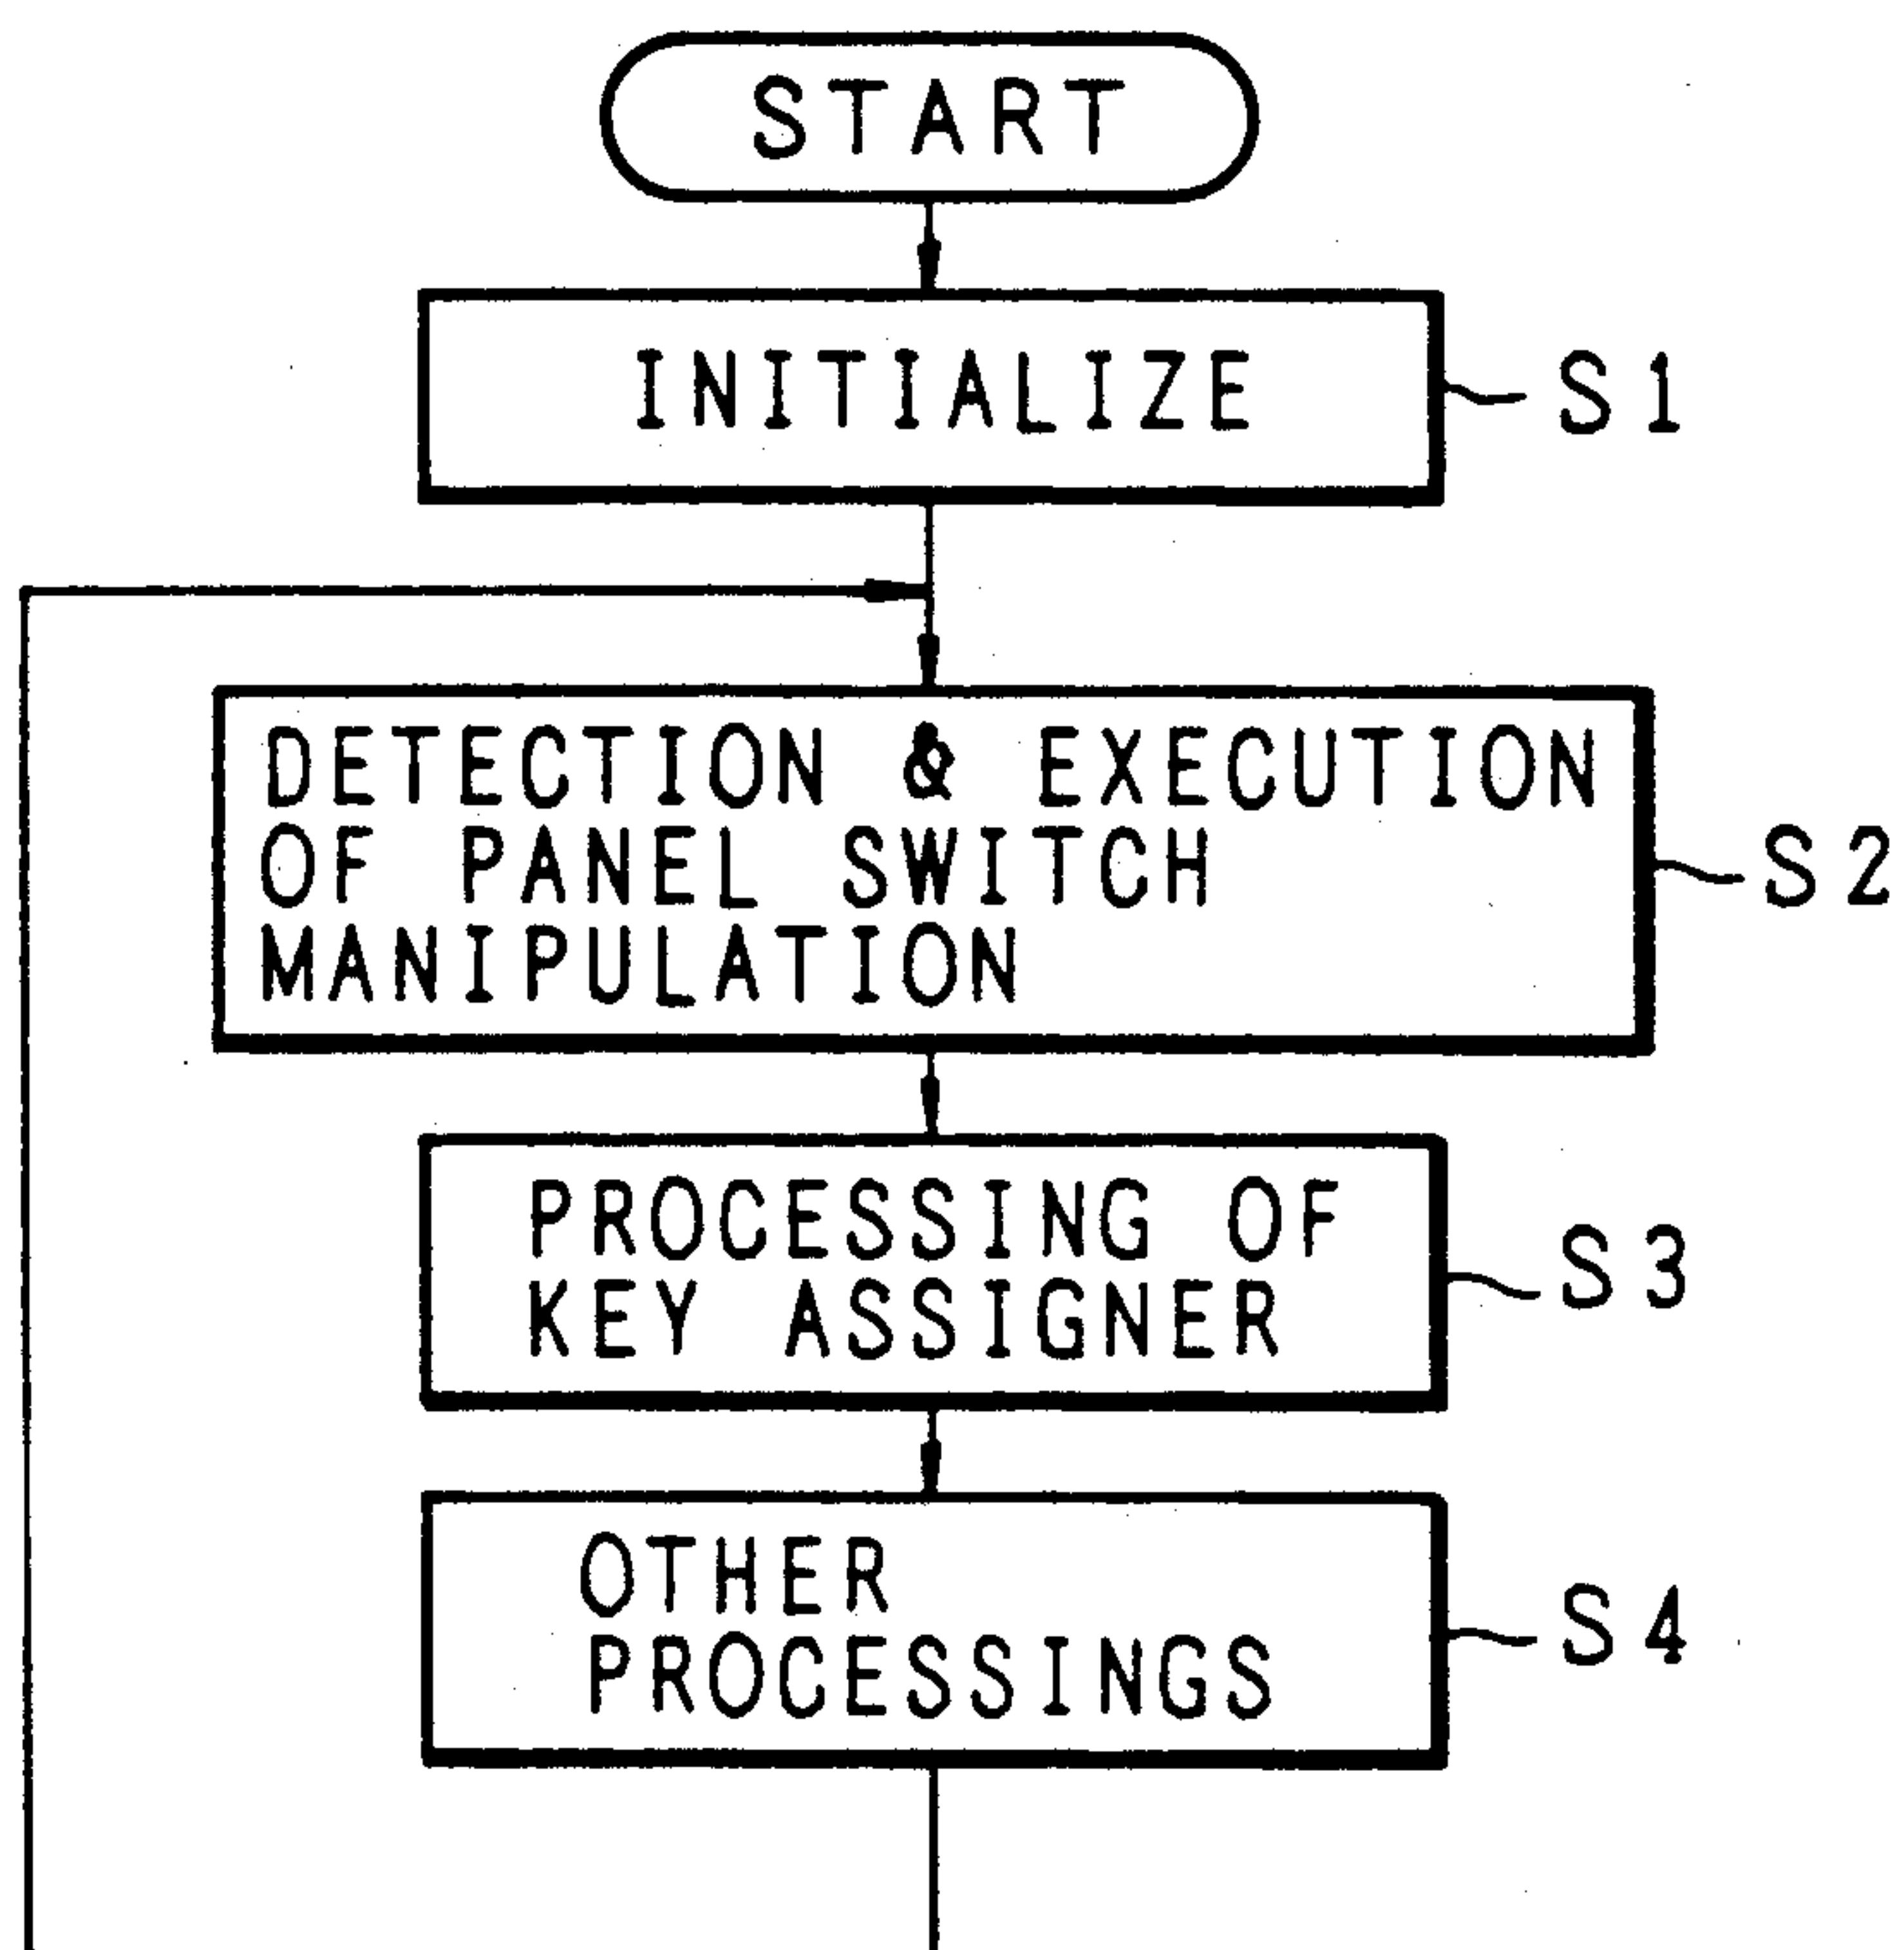 START
INITIALIZE
S1
DETECTION & EXECUTION
OF PANEL SWITCH
MANIPULATION
S2
PROCESSING OF
KEY ASSIGNER
S3
OTHER
PROCESSINGS
S4